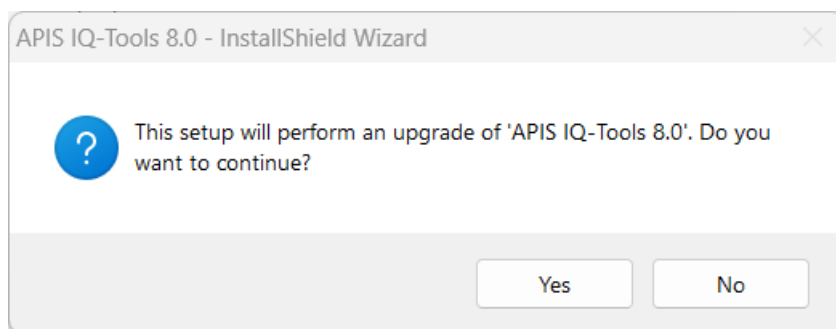 APIS IQ-Tools 8.0 - InstallShield Wizard
?
This setup will perform an upgrade of 'APIS IQ-Tools 8.0'. Do you
want to continue?
Yes
No